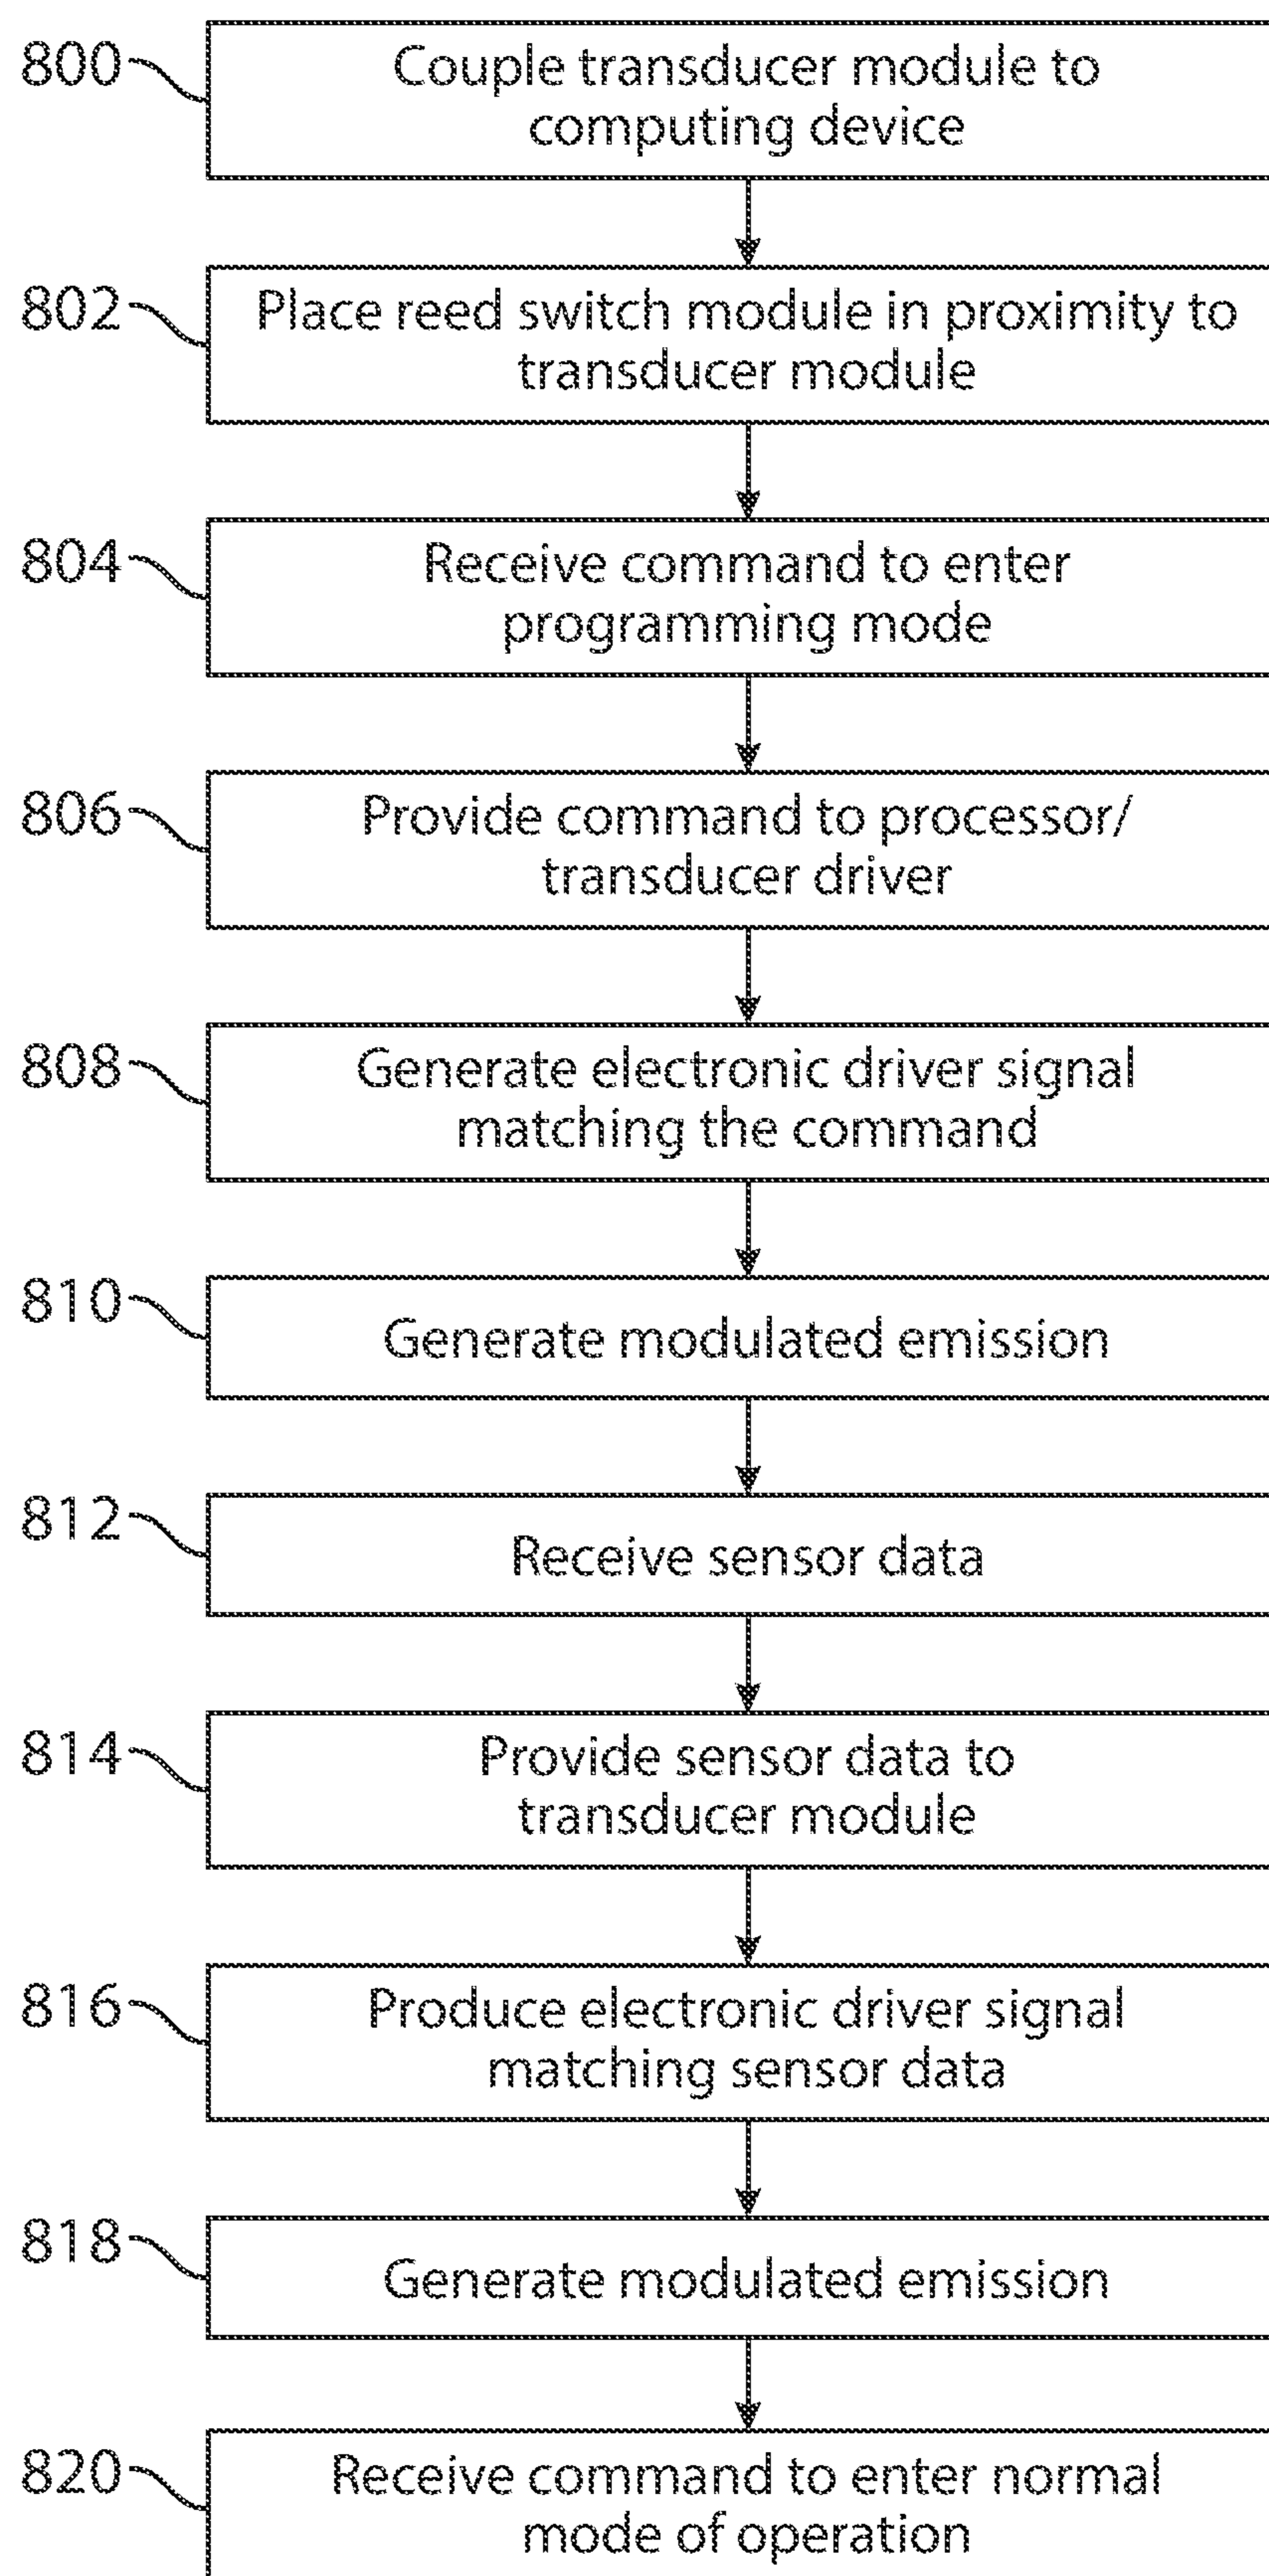 800
Couple transducer module to
computing device
802
Place reed switch module in proximity to
transducer module
804
Receive command to enter
programming mode
806
Provide command to processor/
transducer driver
808
Generate electronic driver signal
matching the command
810
Generate modulated emission
812
Receive sensor data
814
Provide sensor data to
transducer module
816
Produce electronic driver signal
matching sensor data
818
Generate modulated emission
820
Receive command to enter normal
mode of operation